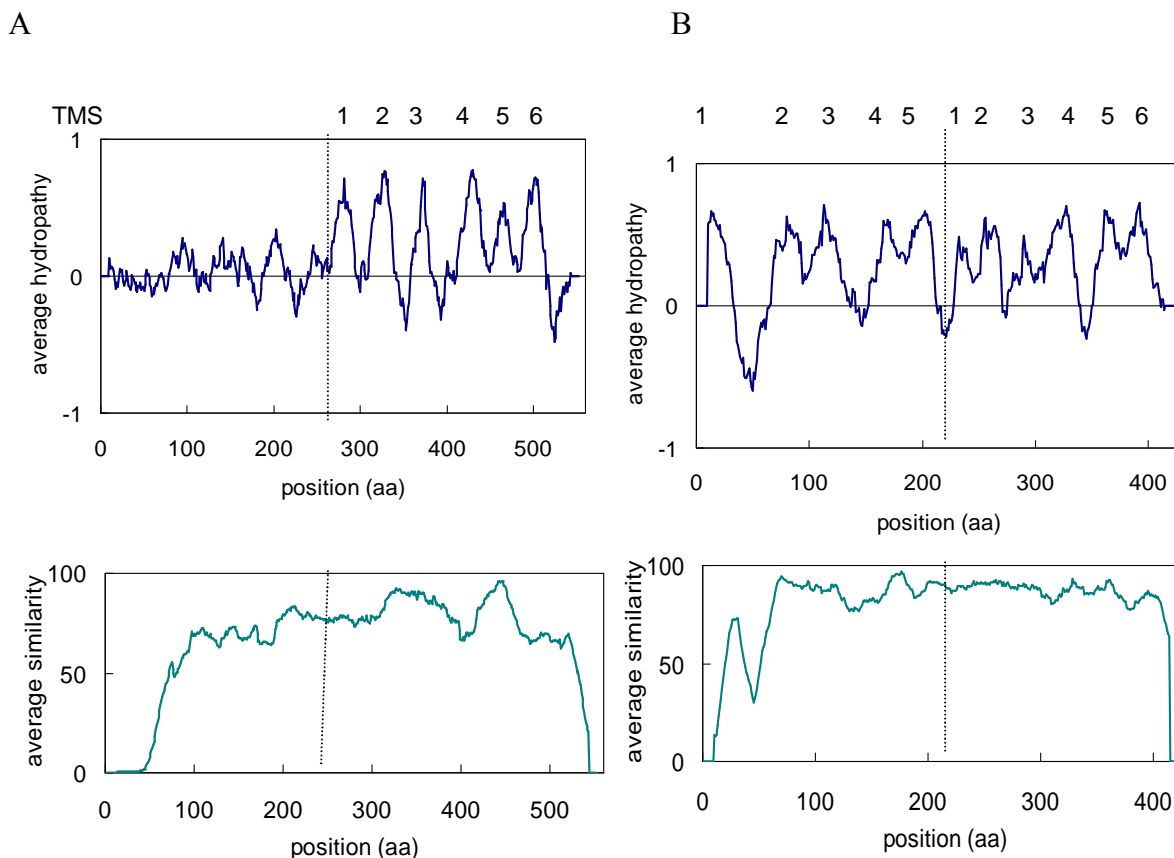 A
B
TMS 1 2 3 4 5 6
1 2 3 4 5 1 2 3 4 5 6
average hydropathy
1
0
-1
0 100 200 300 400 500
position (aa)
average hydropathy
1
0
-1
0 100 200 300 400
position (aa)
average similarity
100
50
0
0 100 200 300 400 500
position (aa)
average similarity
100
50
0
0 100 200 300 400
position (aa)